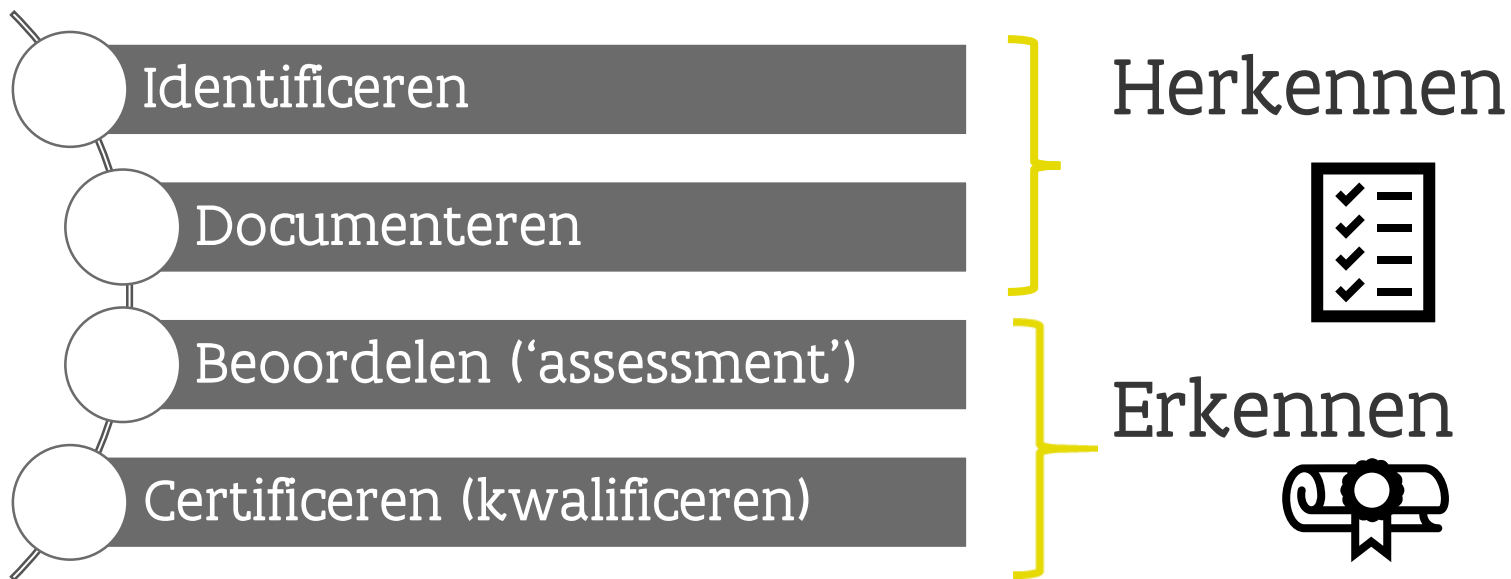 Identificeren
Documenteren
Beoordelen (‘assessment’)
Certificeren (kwalificeren)
Herkennen
Erkennen